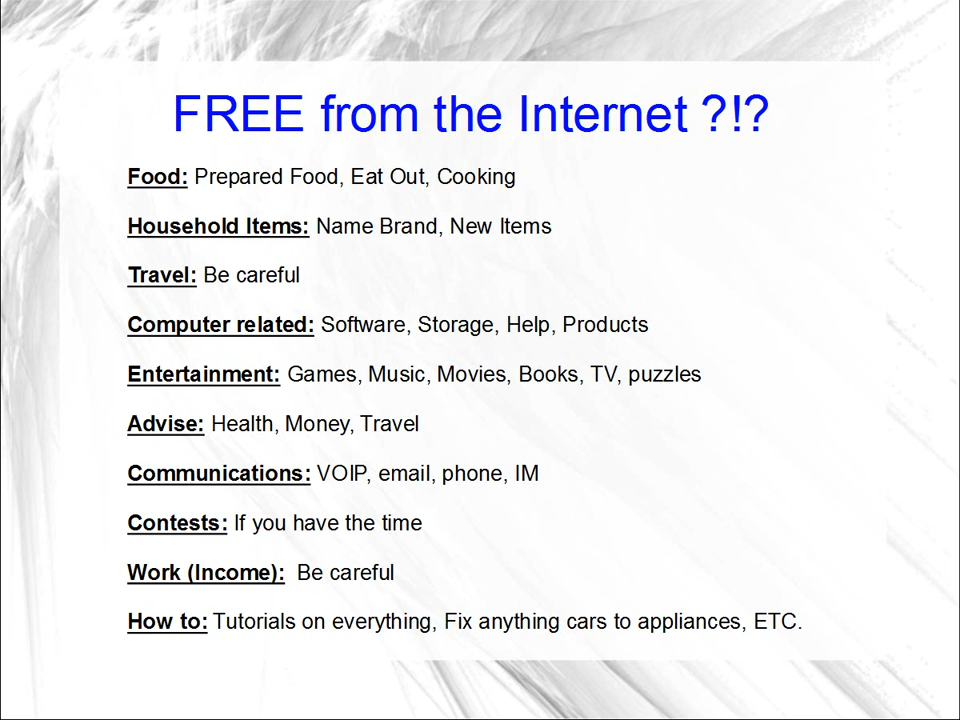 FREE from the Internet ?!?
Food: Prepared Food, Eat Out, Cooking
Household Items: Name Brand, New Items
Travel: Be careful
Computer related: Software, Storage, Help, Products
Entertainment: Games, Music, Movies, Books, TV, puzzles
Advise: Health, Money, Travel
Communications: VOIP, email, phone, IM
Contests: If you have the time
Work (Income):  Be careful
How to: Tutorials on everything, Fix anything cars to appliances, ETC.